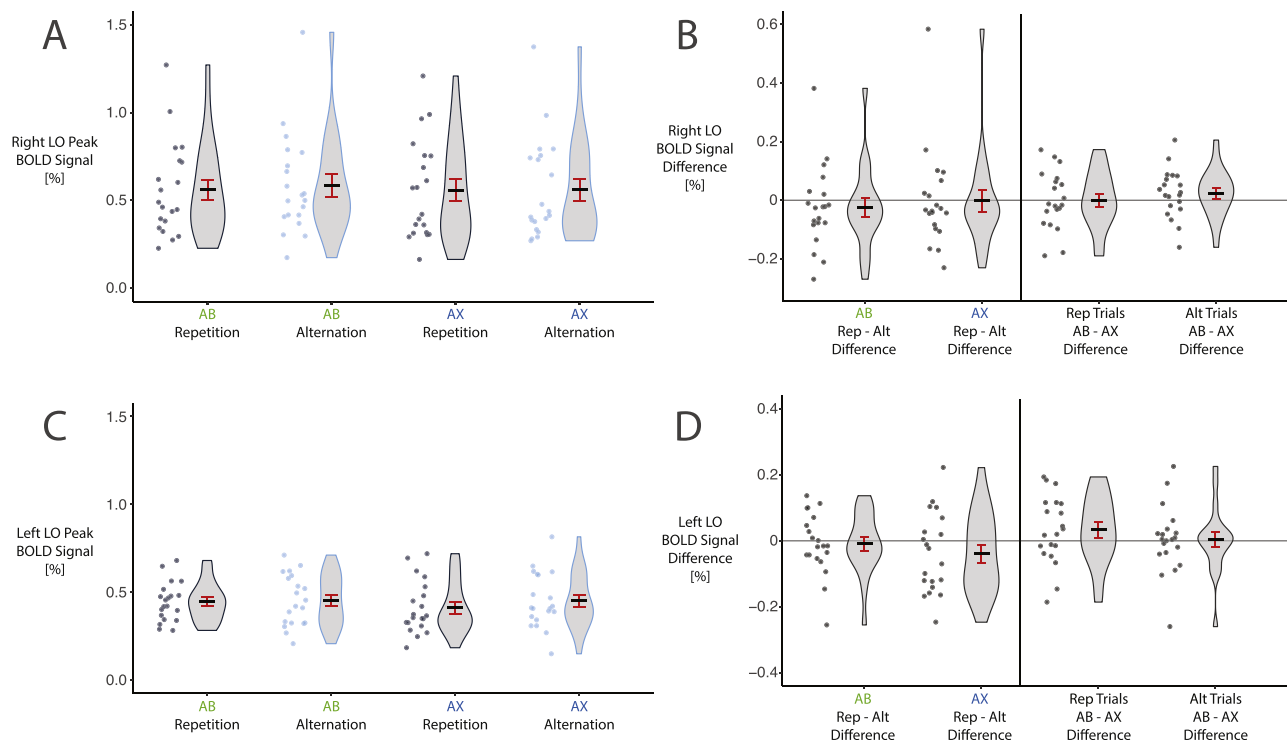 A
1.5
1.0
0.5
0.0
Right LO Peak
BOLD Signal
[%]
AB
Repetition
AB
Alternation
AX
Repetition
AX
Alternation
B
0.6
0.4
0.2
0
−0.2
Right LO
BOLD Signal
Difference
[%]
AB
Rep - Alt
Difference
AX
Rep - Alt
Difference
Rep Trials
AB - AX
Difference
Alt Trials
AB - AX
Difference
C
1.5
1.0
0.5
0.0
Left LO Peak
BOLD Signal
[%]
AB
Repetition
AB
Alternation
AX
Repetition
AX
Alternation
D
0.4
0.2
0
−0.2
−0.4
Left LO
BOLD Signal
Difference
[%]
AB
Rep - Alt
Difference
AX
Rep - Alt
Difference
Rep Trials
AB - AX
Difference
Alt Trials
AB - AX
Difference